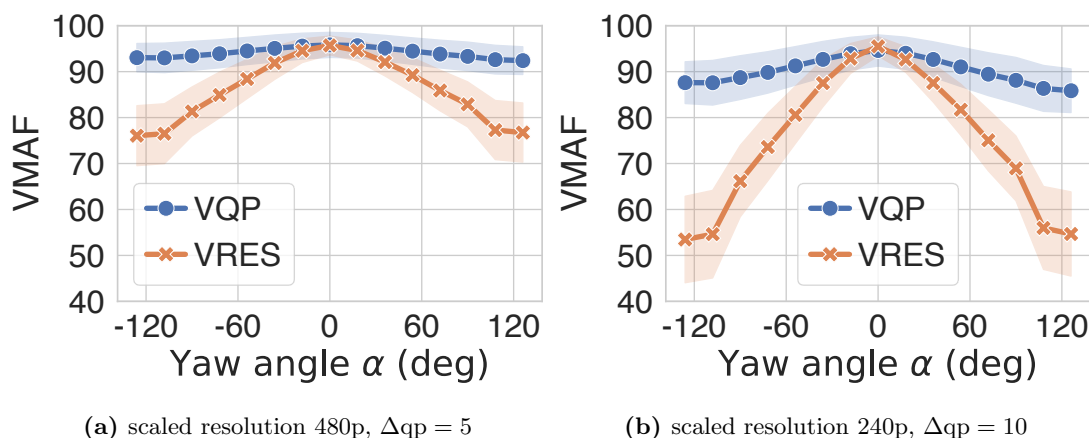 100
90
80
70
60
50
40
VMAF
VQP
VRES
-120 -60 0 60 120
Yaw angle α (deg)
(a) scaled resolution 480p, Δqp = 5
100
90
80
70
60
50
40
VMAF
VQP
VRES
-120 -60 0 60 120
Yaw angle α (deg)
(b) scaled resolution 240p, Δqp = 10